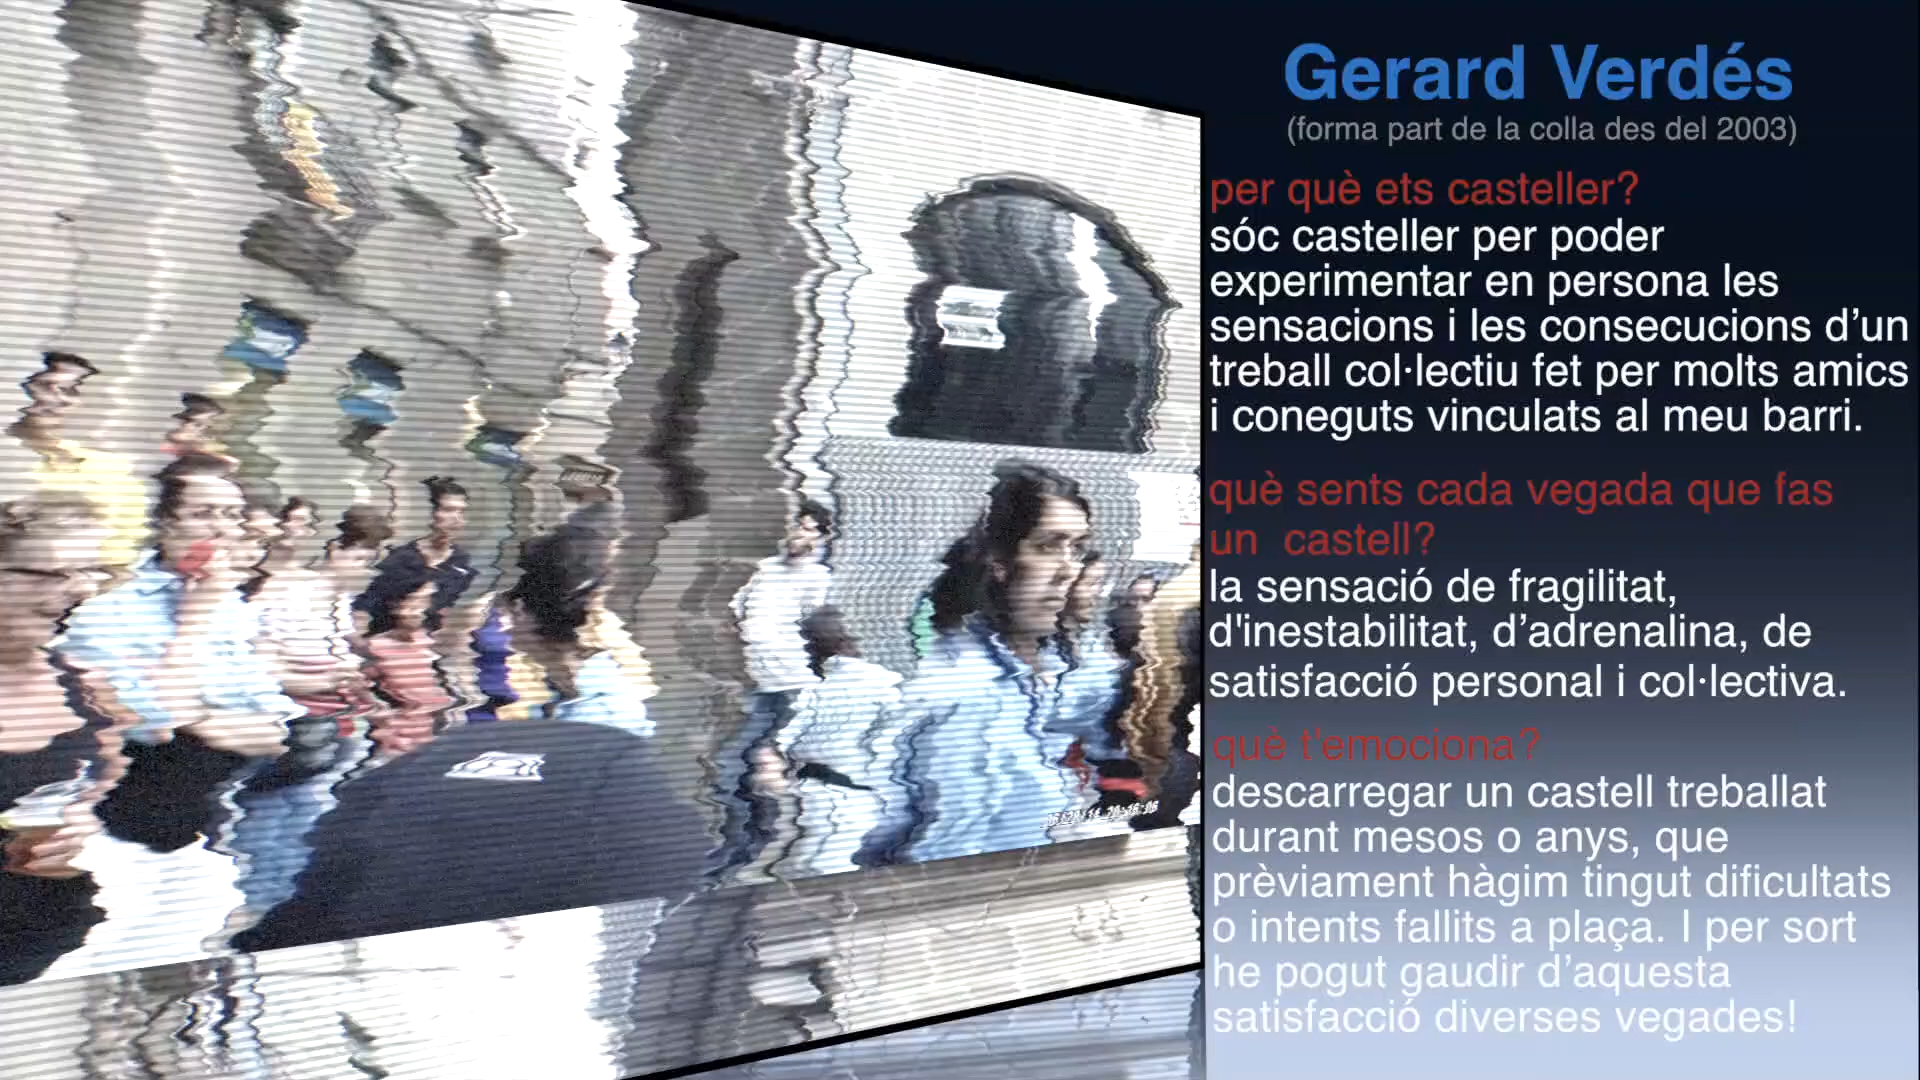 Gerard Verdés
(forma part de la colla des del 2003)
per què ets casteller?
sóc casteller per poder
experimentar en persona les
sensacions i les consecucions d’un
treball col·lectiu fet per molts amics
i coneguts vinculats al meu barri.
què sents cada vegada que fas
un  castell?
la sensació de fragilitat,
d'inestabilitat, d’adrenalina, de
satisfacció personal i col·lectiva.
què t'emociona?
descarregar un castell treballat
durant mesos o anys, que
prèviament hàgim tingut dificultats
o intents fallits a plaça. I per sort
he pogut gaudir d’aquesta
satisfacció diverses vegades!